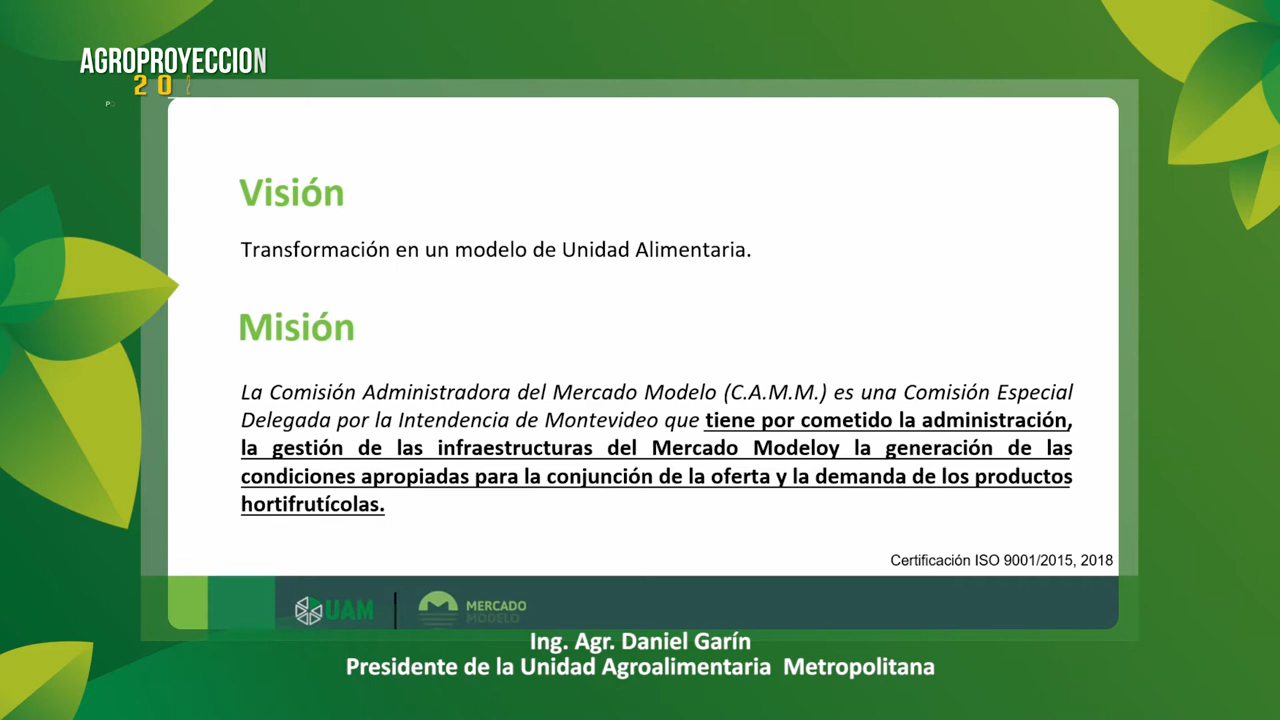 AGROPROYECCION
20
Visión
Transformación en un modelo de Unidad Alimentaria.
Misión
La Comisión Administradora del Mercado Modelo (C.A.M.M.) es una Comisión Especial
Delegada por la Intendencia de Montevideo que tiene por cometido la administración,
la gestión de las infraestructuras del Mercado Modeloy la generación de las
condiciones apropiadas para la conjunción de la oferta y la demanda de los productos
hortifrutícolas.
Certificación ISO 9001/2015, 2018
UAM
MERCADO
MODELO
Ing. Agr. Daniel Garín
Presidente de la Unidad Agroalimentaria Metropolitana